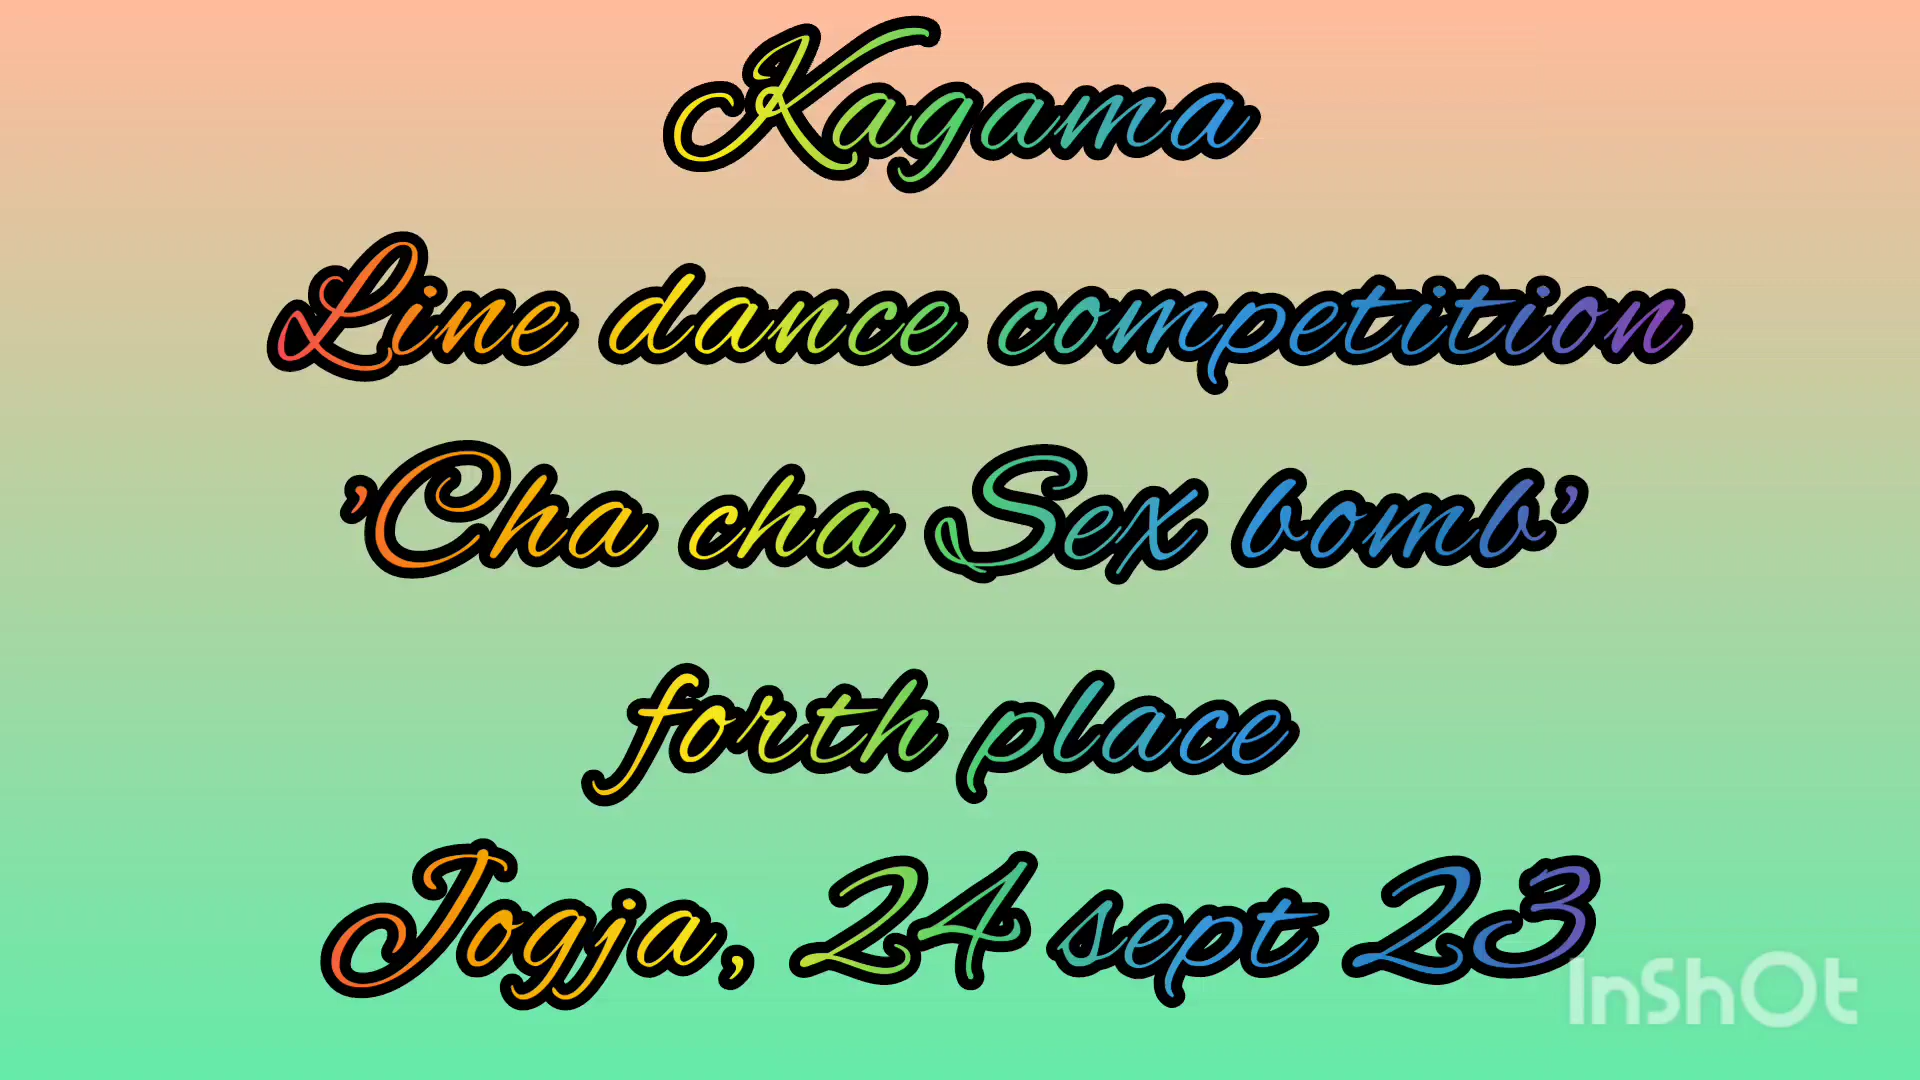 Kagama
Line dance competition
'Cha cha Sex bomb'
forth place
Jogja, 24 sept 23
InShOt